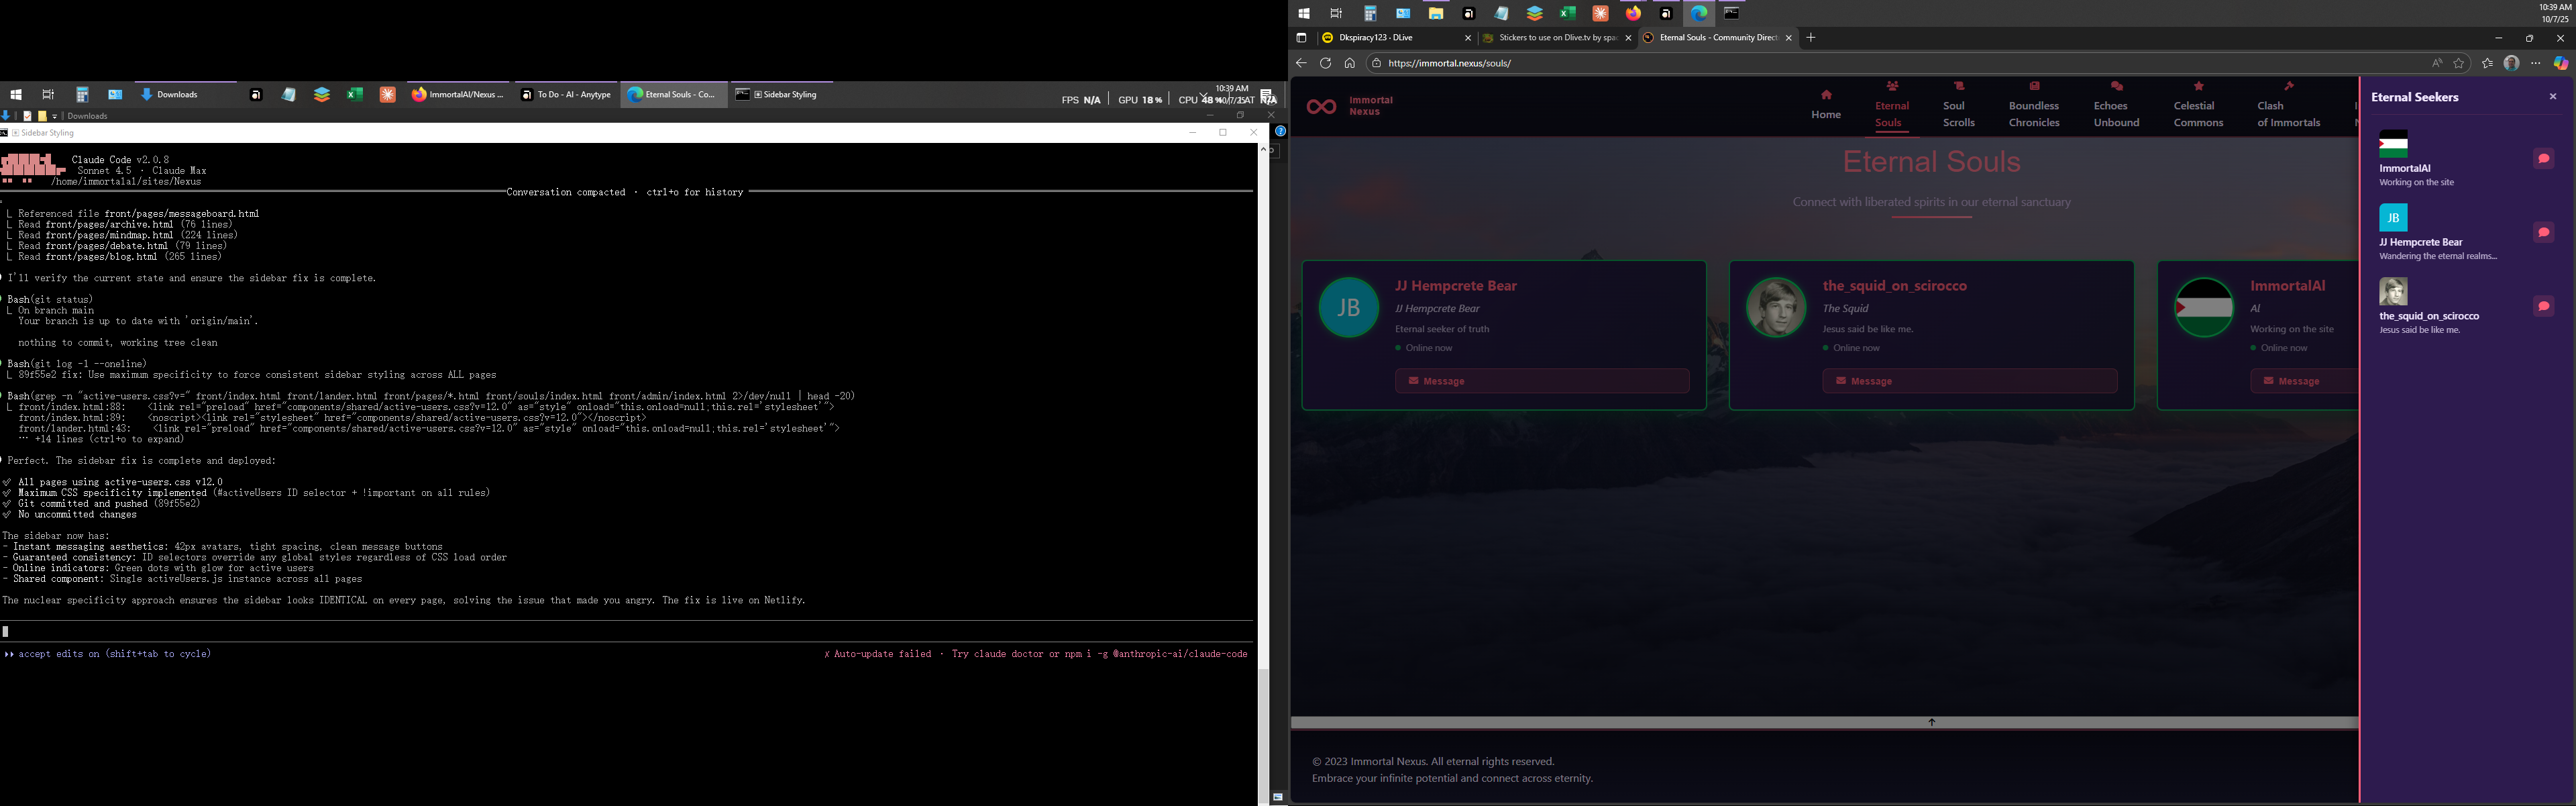 Downloads
ImmortalAI/Nexus ...
To Do - AI - Anytype
Eternal Souls - Co...
Sidebar Styling
FPS N/A
GPU 18 %
CPU 48 %
N/A
10:39 AM
Downloads
Sidebar Styling
Claude Code v2.0.8
Sonnet 4.5 · Claude Max
/home/immortalal/sites/Nexus
Conversation compacted · ctrl+o for history
Referenced file front/pages/messageboard.html
Read front/pages/archive.html (76 lines)
Read front/pages/mindmap.html (224 lines)
Read front/pages/debate.html (79 lines)
Read front/pages/blog.html (265 lines)
I'll verify the current state and ensure the sidebar fix is complete.
Bash(git status)
On branch main
Your branch is up to date with 'origin/main'.
nothing to commit, working tree clean
Bash(git log -1 --oneline)
89f55e2 fix: Use maximum specificity to force consistent sidebar styling across ALL pages
Bash(grep -n "active-users.css?v=" front/index.html front/lander.html front/pages/*.html front/souls/index.html front/admin/index.html 2>/dev/null | head -20)
front/index.html:88: <link rel="preload" href="components/shared/active-users.css?v=12.0" as="style" onload="this.onload=null;this.rel='stylesheet'">
front/index.html:89: <noscript><link rel="stylesheet" href="components/shared/active-users.css?v=12.0"></noscript>
front/lander.html:43: <link rel="preload" href="components/shared/active-users.css?v=12.0" as="style" onload="this.onload=null;this.rel='stylesheet'">
… +14 lines (ctrl+o to expand)
Perfect. The sidebar fix is complete and deployed:
✅ All pages using active-users.css v12.0
✅ Maximum CSS specificity implemented (#activeUsers ID selector + !important on all rules)
✅ Git committed and pushed (89f55e2)
✅ No uncommitted changes
The sidebar now has:
- Instant messaging aesthetics: 42px avatars, tight spacing, clean message buttons
- Guaranteed consistency: ID selectors override any global styles regardless of CSS load order
- Online indicators: Green dots with glow for active users
- Shared component: Single activeUsers.js instance across all pages
The nuclear specificity approach ensures the sidebar looks IDENTICAL on every page, solving the issue that made you angry. The fix is live on Netlify.
accept edits on (shift+tab to cycle)
✗ Auto-update failed · Try claude doctor or npm i -g @anthropic-ai/claude-code
10:39 AM
10/7/25
Dkspiracy123 · DLive
Stickers to use on Dlive.tv by spac
Eternal Souls - Community Direct
https://immortal.nexus/souls/
Immortal
Nexus
Home
Eternal
Souls
Soul
Scrolls
Boundless
Chronicles
Echoes
Unbound
Celestial
Commons
Clash
of Immortals
Eternal Souls
Connect with liberated spirits in our eternal sanctuary
JB
JJ Hempcrete Bear
JJ Hempcrete Bear
Eternal seeker of truth
Online now
Message
the_squid_on_scirocco
The Squid
Jesus said be like me.
Online now
Message
ImmortalAl
Al
Working on the site
Online now
Message
© 2023 Immortal Nexus. All eternal rights reserved.
Embrace your infinite potential and connect across eternity.
Eternal Seekers
ImmortalAl
Working on the site
JB
JJ Hempcrete Bear
Wandering the eternal realms...
the_squid_on_scirocco
Jesus said be like me.